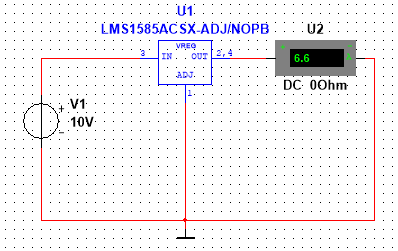 U1
LMS1585ACSX-ADJ/NOPB
U2
VREG
3 IN OUT 2,4
+ 6.6 -
ADJ
DC 0Ohm
1
V1
10V